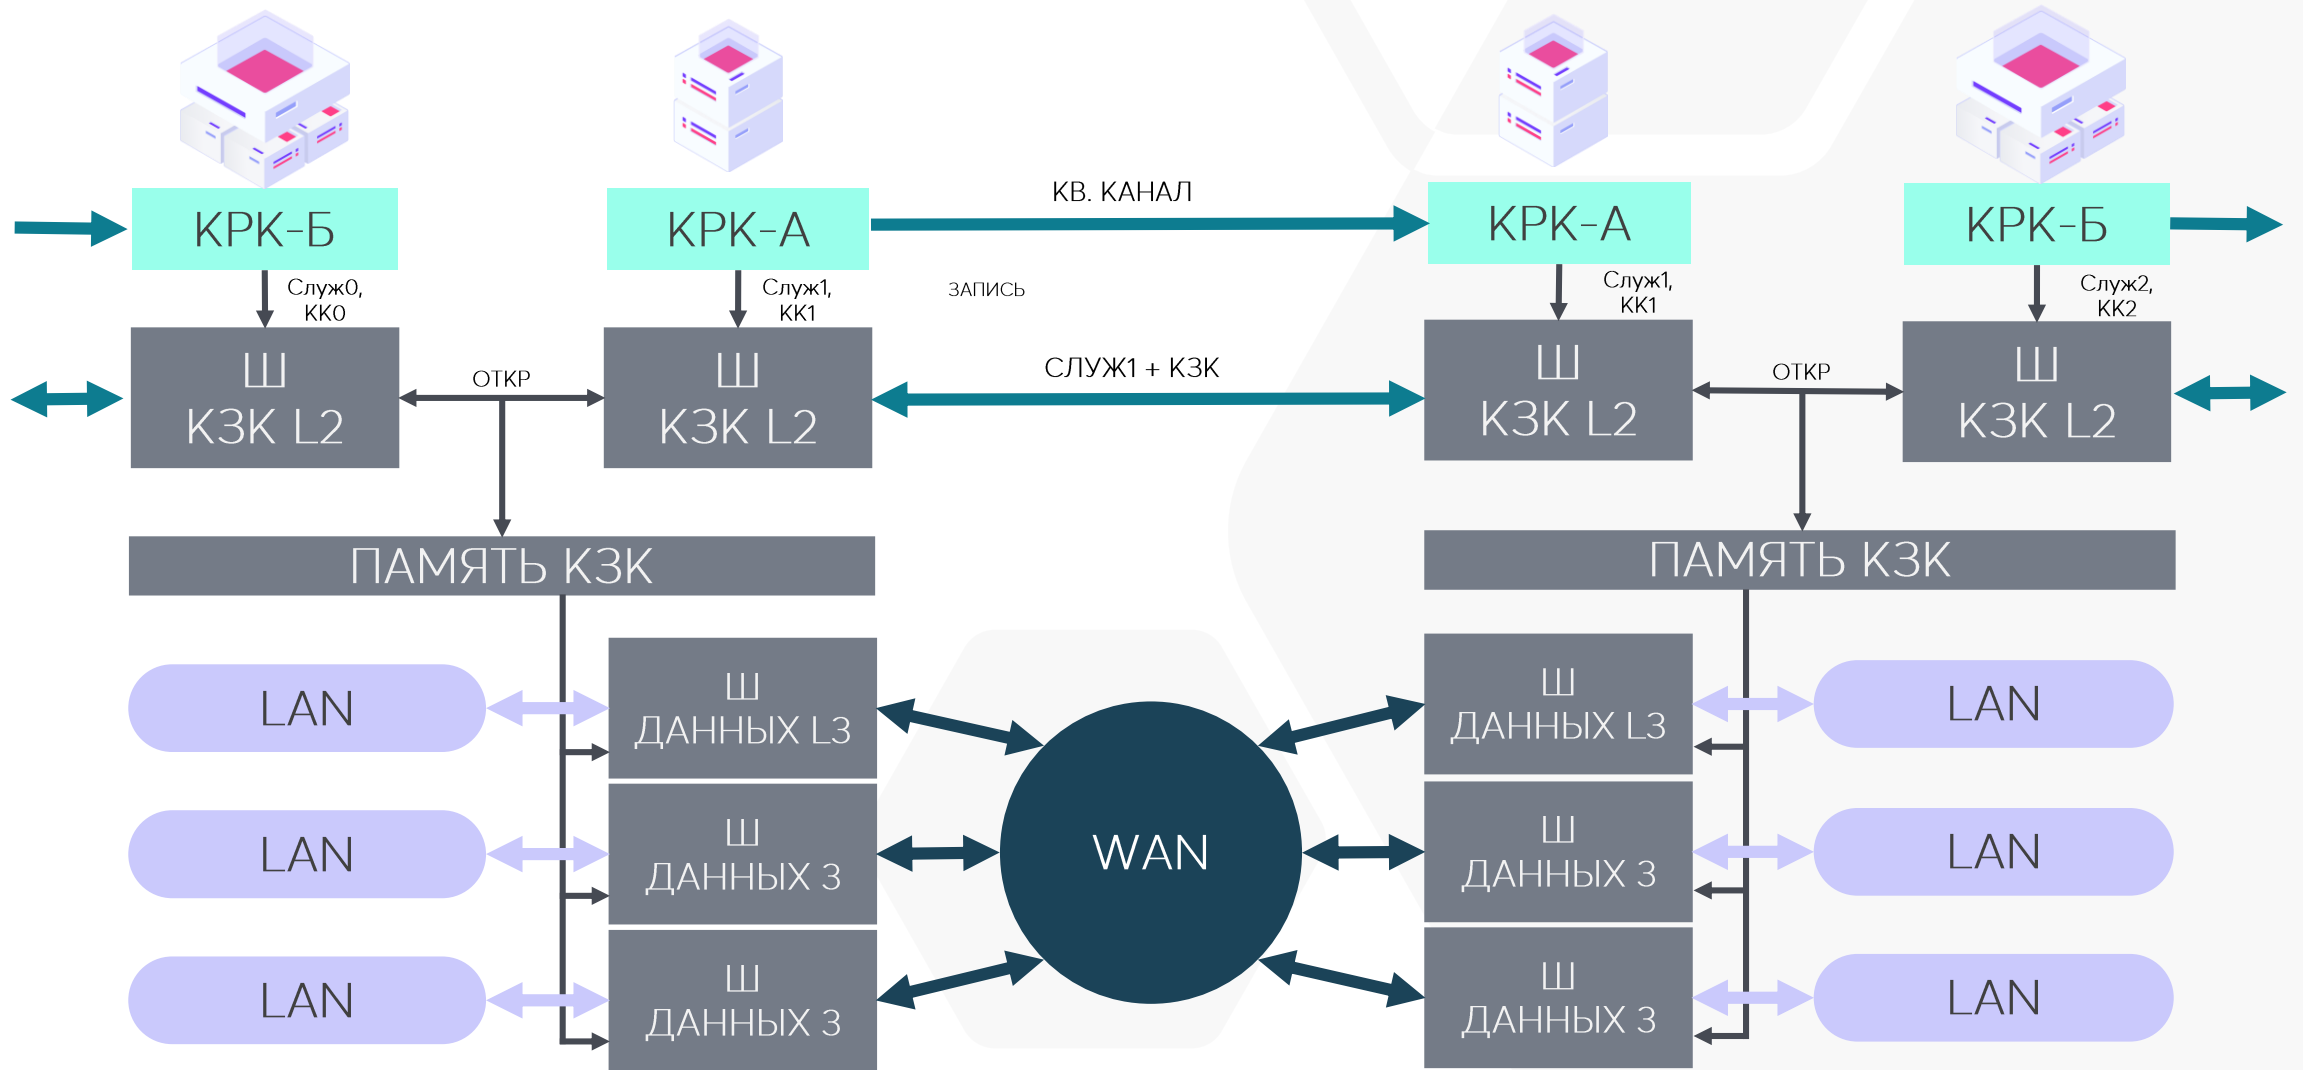 КРК-Б
КРК-А
КВ. КАНАЛ
КРК-А
КРК-Б
Служ0,
КК0
Служ1,
КК1
ЗАПИСЬ
Служ1,
КК1
Служ2,
КК2
Ш
КЗК L2
ОТКР
Ш
КЗК L2
СЛУЖ1 + КЗК
Ш
КЗК L2
ОТКР
Ш
КЗК L2
ПАМЯТЬ КЗК
ПАМЯТЬ КЗК
LAN
Ш
ДАННЫХ L3
Ш
ДАННЫХ L3
LAN
LAN
Ш
ДАННЫХ 3
WAN
Ш
ДАННЫХ 3
LAN
LAN
Ш
ДАННЫХ 3
Ш
ДАННЫХ 3
LAN